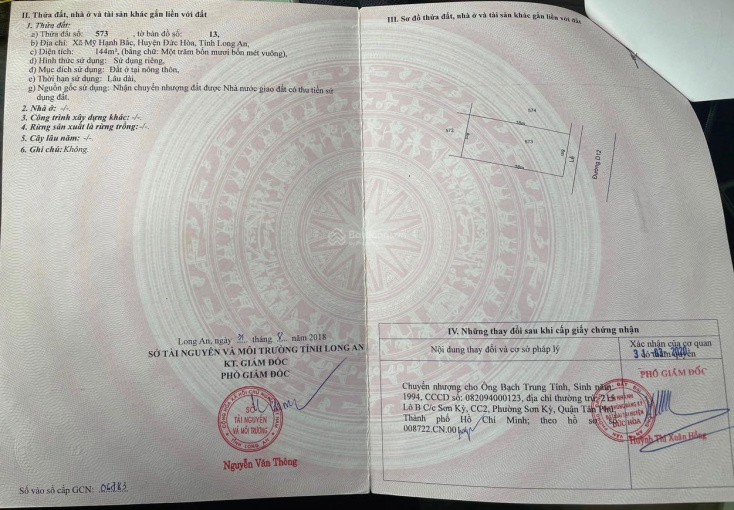 II. Thửa đất, nhà ở và tài sản khác gắn liền với đất
1. Thửa đất:
a) Thửa đất số: 573 , tờ bản đồ số: 13,
b) Địa chỉ: Xã Mỹ Hạnh Bắc, Huyện Đức Hòa, Tỉnh Long An,
c) Diện tích: 144m², (bằng chữ: Một trăm bốn mươi bốn mét vuông),
d) Hình thức sử dụng: Sử dụng riêng,
đ) Mục đích sử dụng: Đất ở tại nông thôn,
e) Thời hạn sử dụng: Lâu dài,
g) Nguồn gốc sử dụng: Nhận chuyển nhượng đất được Nhà nước giao đất có thu tiền sử
dụng đất.
2. Nhà ở: -/-.
3. Công trình xây dựng khác: -/-.
4. Rừng sản xuất là rừng trồng: -/-.
5. Cây lâu năm: -/-.
6. Ghi chú: Không.
Long An, ngày tháng 2018
SỞ TÀI NGUYÊN VÀ MÔI TRƯỜNG TỈNH LONG AN
KT. GIÁM ĐỐC
PHÓ GIÁM ĐỐC
SỞ
TÀI NGUYÊN
VÀ MÔI TRƯỜNG
Nguyễn Văn Thông
Số vào sổ cấp GCN:
III. Sơ đồ thửa đất, nhà ở và tài sản khác gắn liền với đất
574
572
573
Lề
Đường D12
IV. Những thay đổi sau khi cấp giấy chứng nhận
Nội dung thay đổi và cơ sở pháp lý
Xác nhận của cơ quan
Chuyển nhượng cho Ông Bạch Trung Tính, Sinh năm:
1994, CCCD số: 082094000123, địa chỉ thường trú:
Lô B C/c Sơn Kỳ, CC2, Phường Sơn Kỳ, Quận Tân Phú,
Thành phố Hồ Chí Minh; theo hồ sơ số
008722.CN.001
PHÓ GIÁM ĐỐC
Huỳnh Thị Xuân Hồng